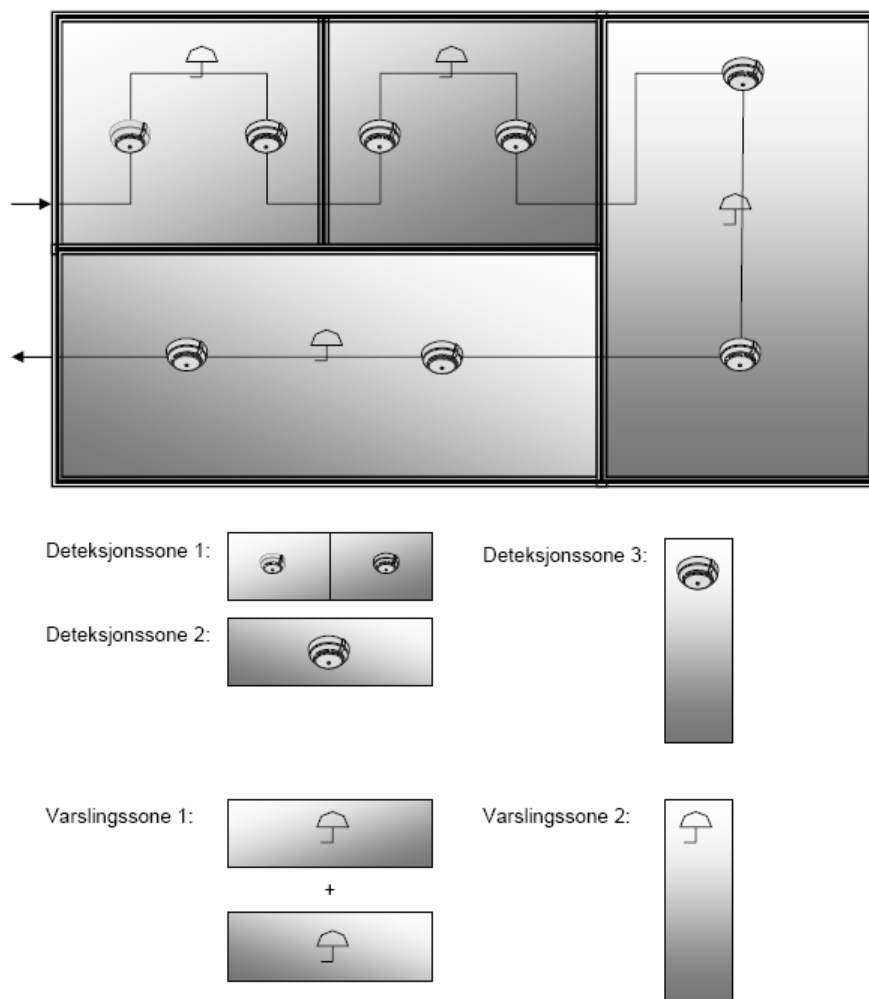 Deteksjonssone 1:
Deteksjonssone 3:
Deteksjonssone 2:
Varslingssone 1:
Varslingssone 2:
+